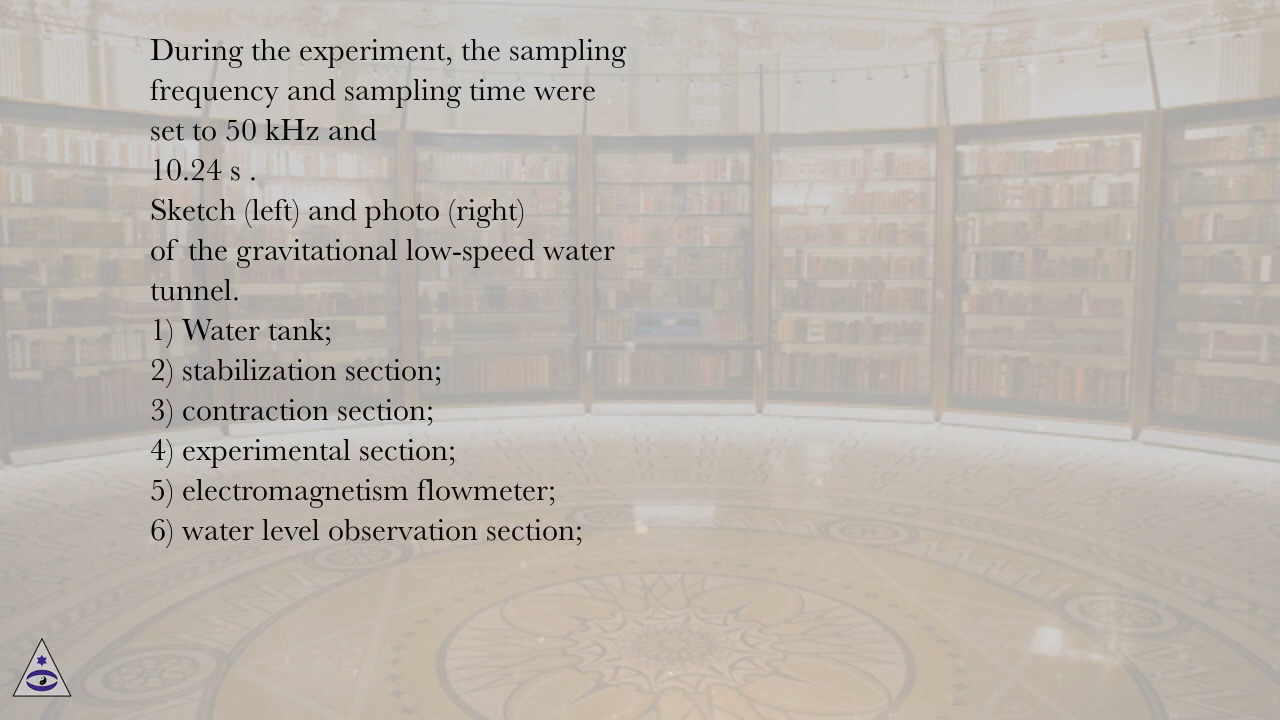 During the experiment, the sampling
frequency and sampling time were
set to 50 kHz and
10.24 s .
Sketch (left) and photo (right)
of the gravitational low-speed water
tunnel.
1) Water tank;
2) stabilization section;
3) contraction section;
4) experimental section;
5) electromagnetism flowmeter;
6) water level observation section;